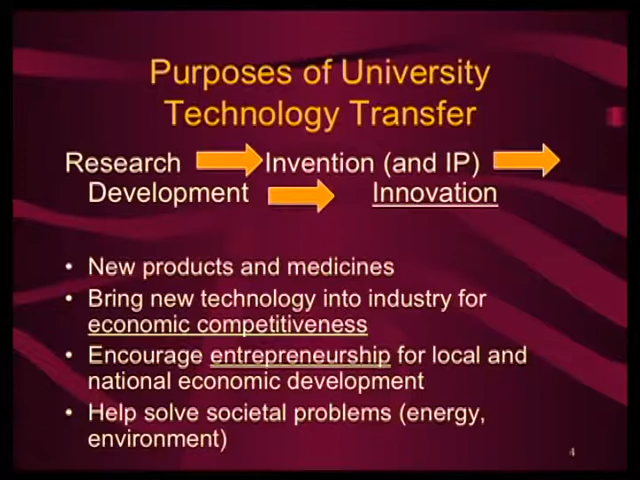 Purposes of University
Technology Transfer
Research Invention (and IP)
Development Innovation
• New products and medicines
• Bring new technology into industry for
economic competitiveness
• Encourage entrepreneurship for local and
national economic development
• Help solve societal problems (energy,
environment)
4